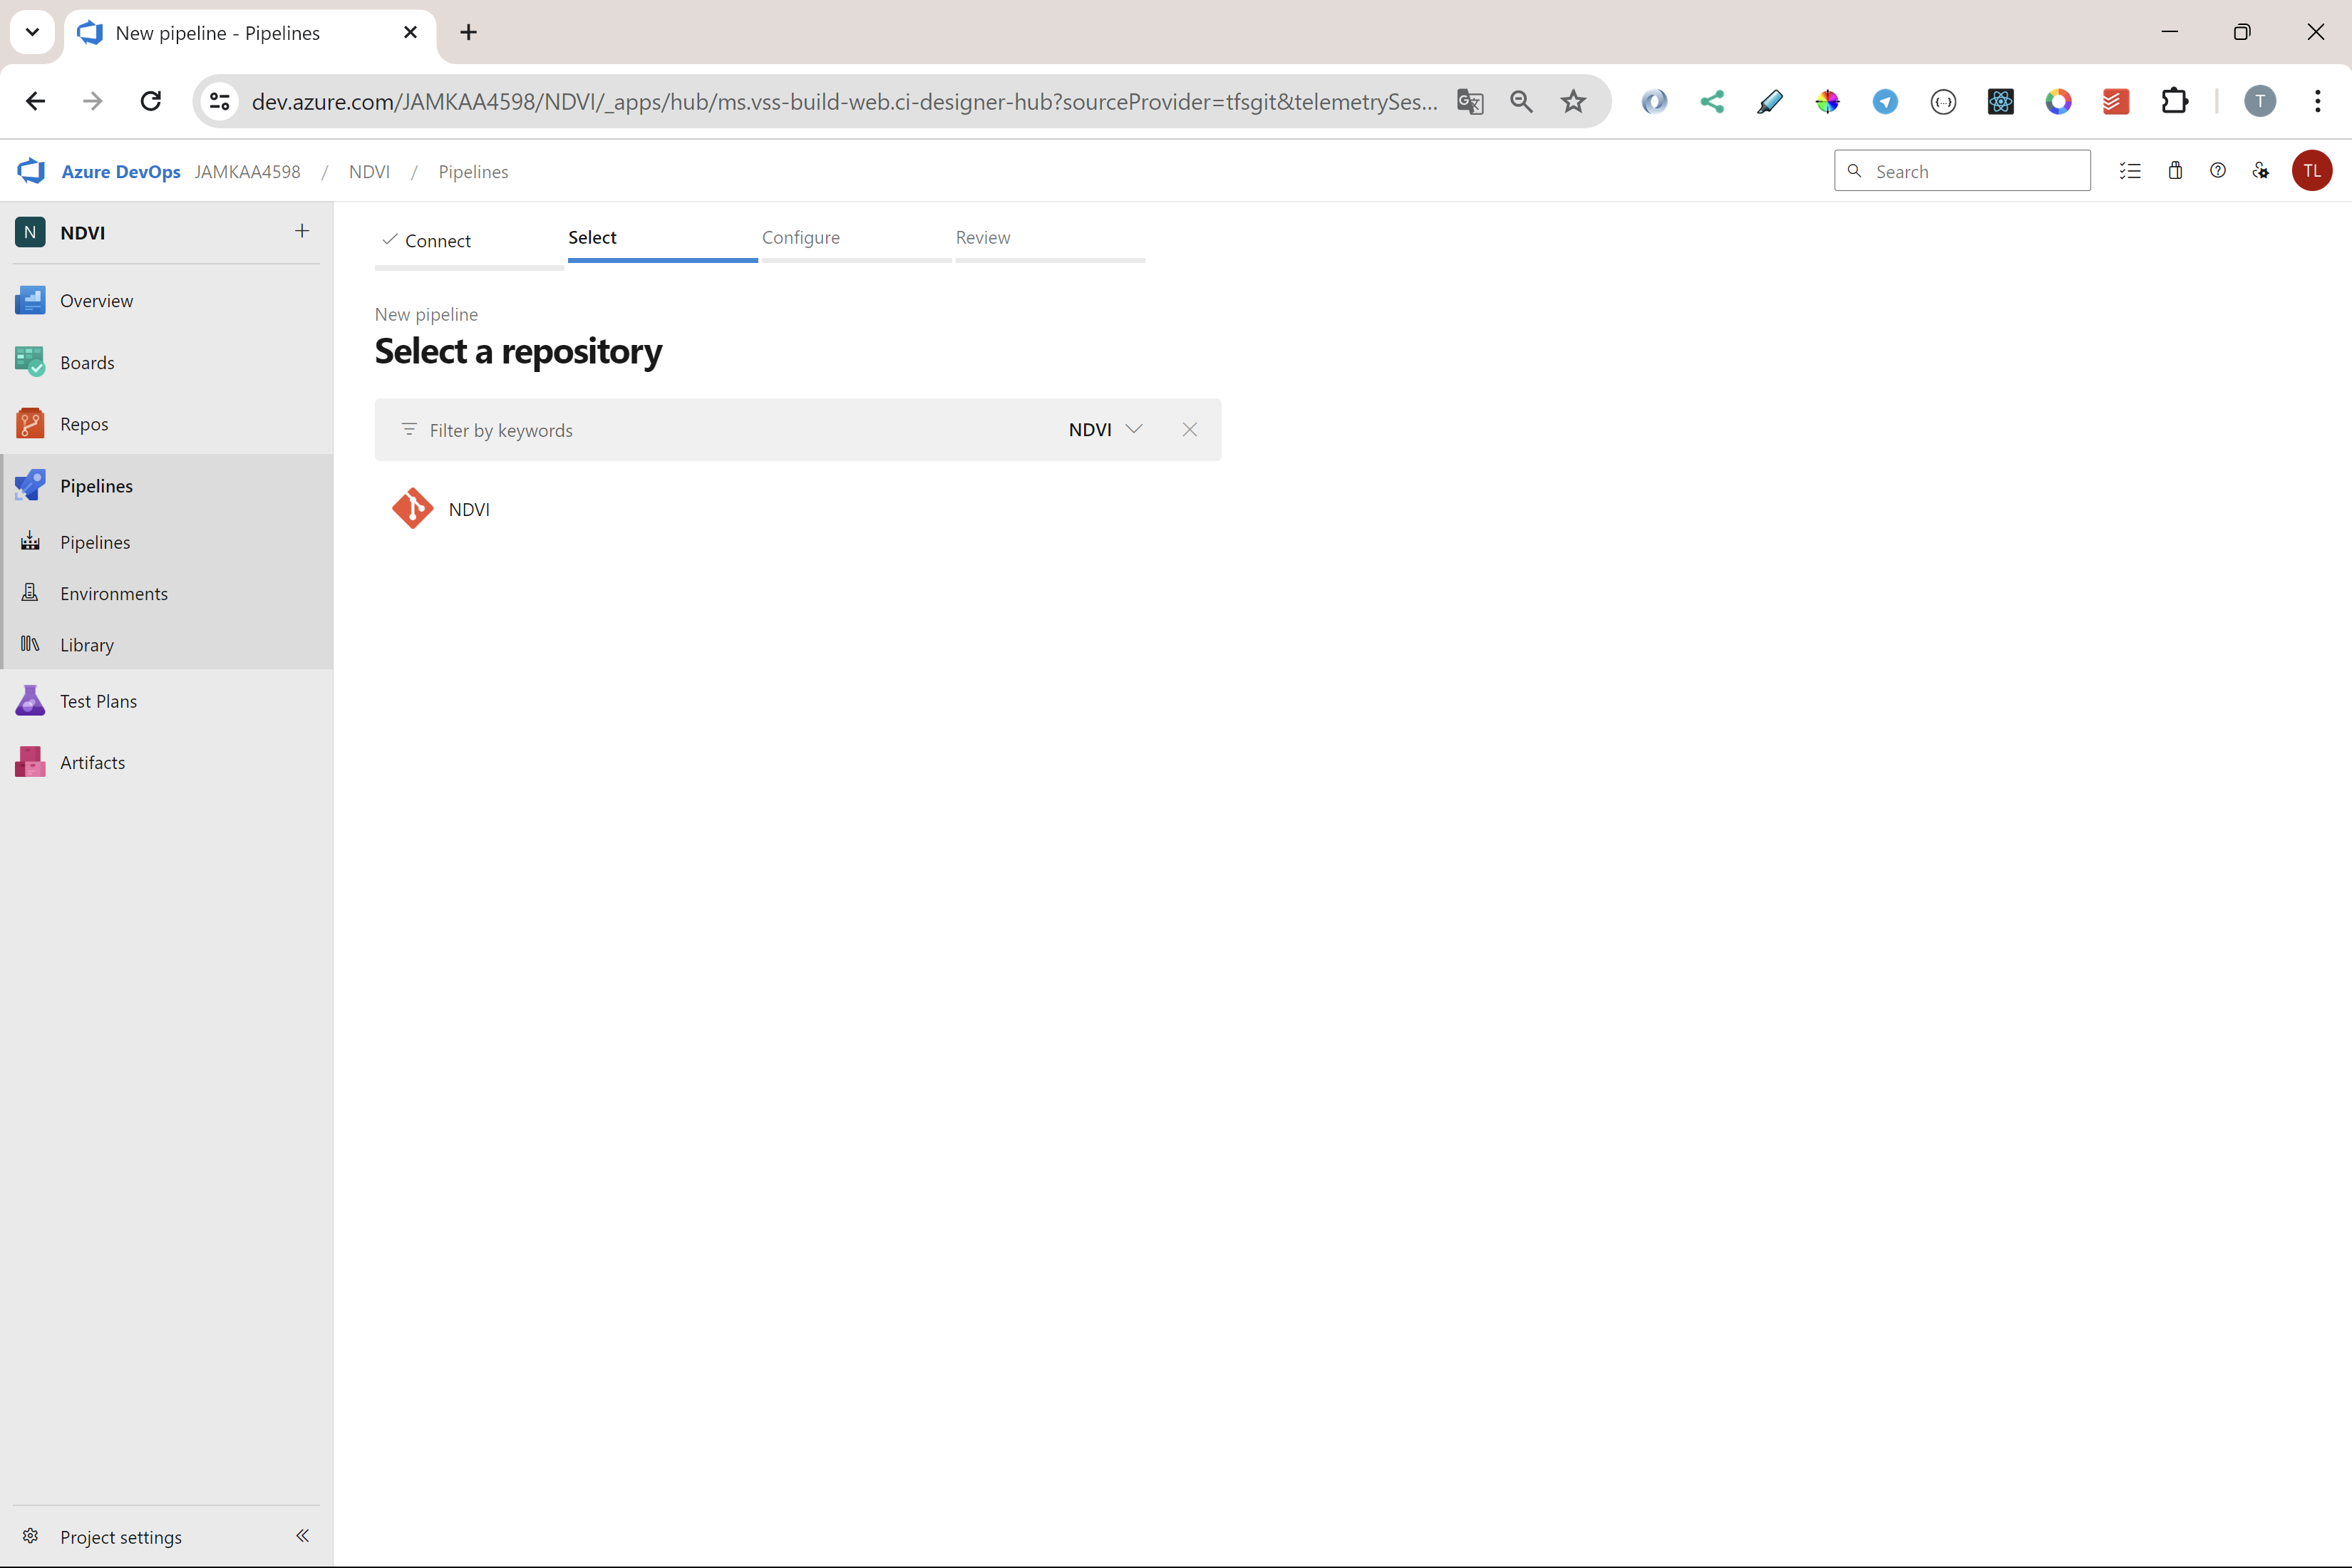 New pipeline - Pipelines
dev.azure.com/JAMKAA4598/NDVI/_apps/hub/ms.vss-build-web.ci-designer-hub?sourceProvider=tfsgit&telemetrySes...
T
Azure DevOps JAMKAA4598 / NDVI / Pipelines
Search
TL
N NDVI
Overview
Boards
Repos
Pipelines
Pipelines
Environments
Library
Test Plans
Artifacts
Project settings
Connect
Select
Configure
Review
New pipeline
Select a repository
Filter by keywords
NDVI
NDVI